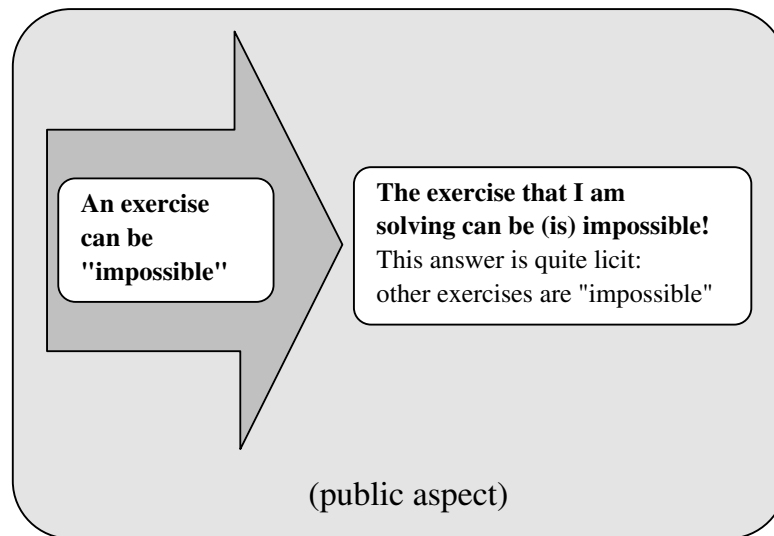 An exercise
can be
"impossible"
The exercise that I am
solving can be (is) impossible!
This answer is quite licit:
other exercises are "impossible"
(public aspect)